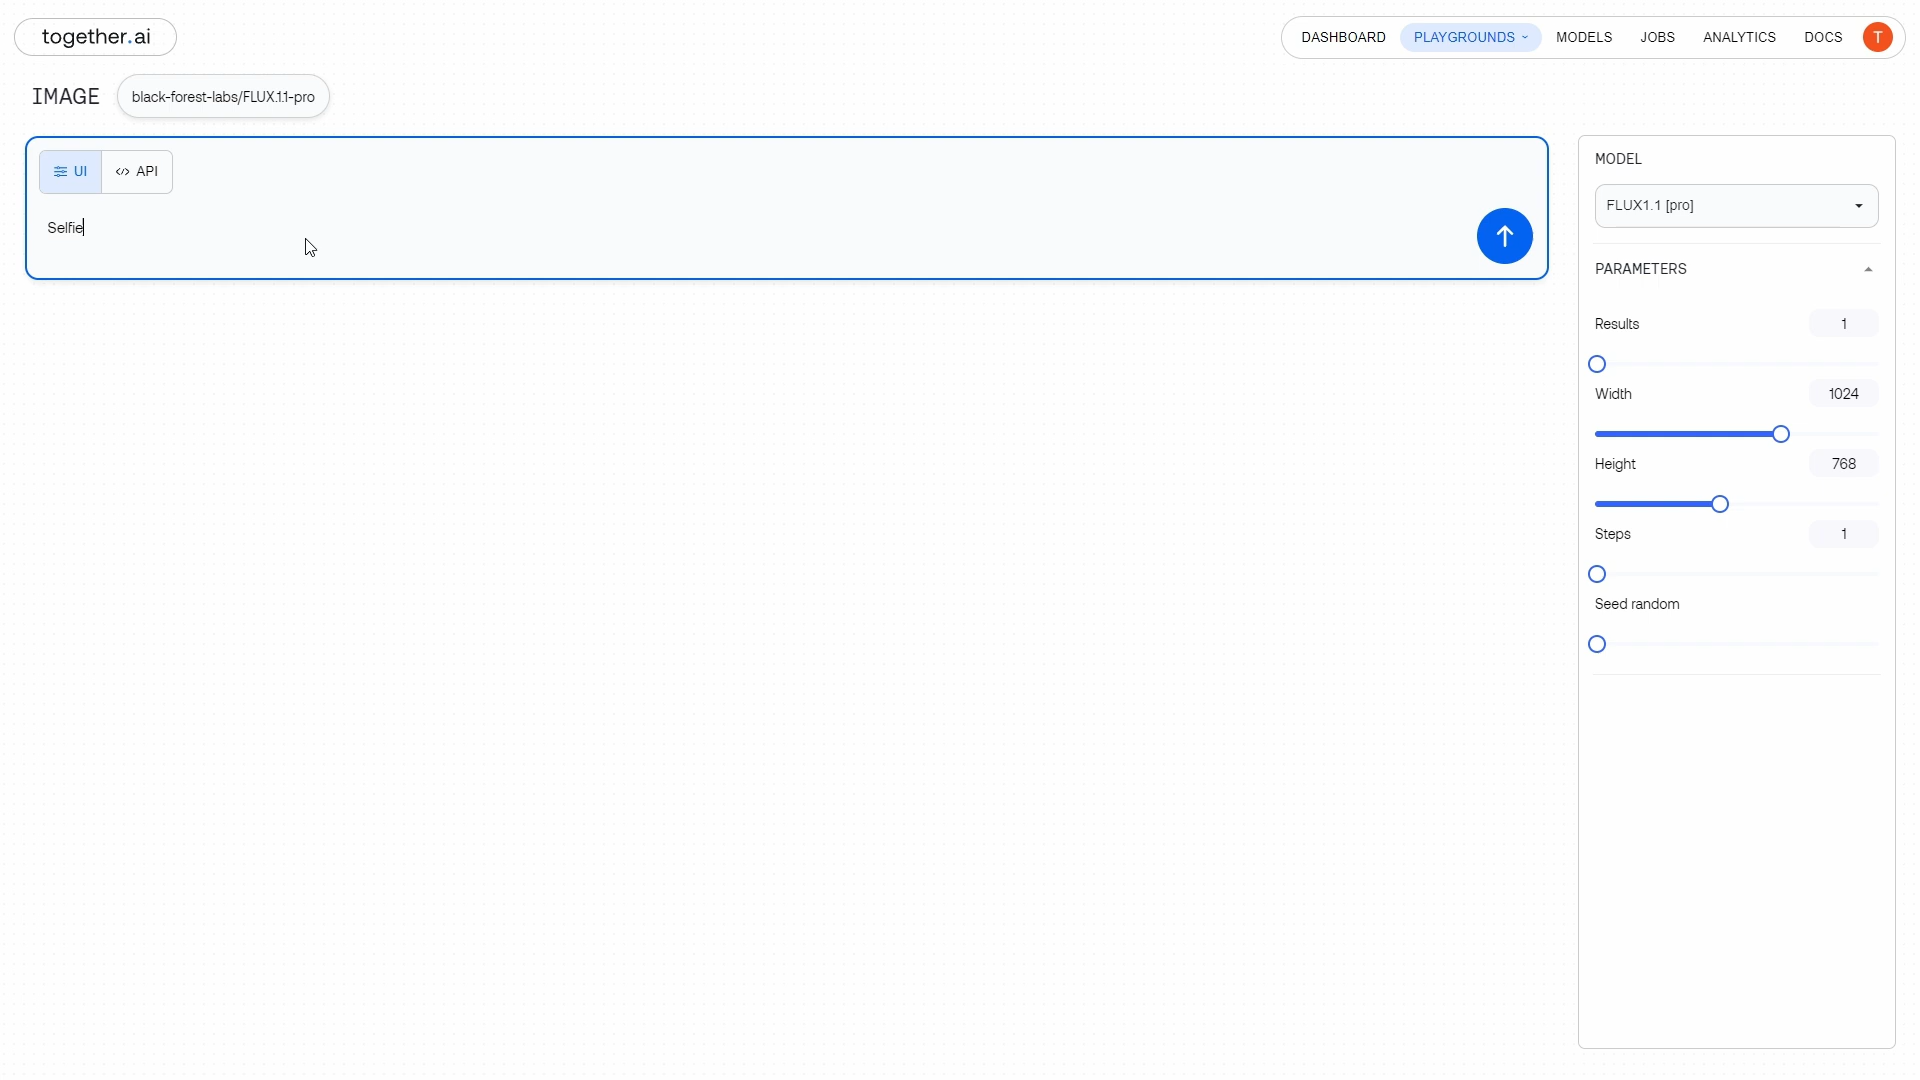 together.ai
DASHBOARD PLAYGROUNDS MODELS JOBS ANALYTICS DOCS T
IMAGE black-forest-labs/FLUX.1.1-pro
UI API
Selfie
MODEL
FLUX1.1 [pro]
PARAMETERS
Results 1
Width 1024
Height 768
Steps 1
Seed random